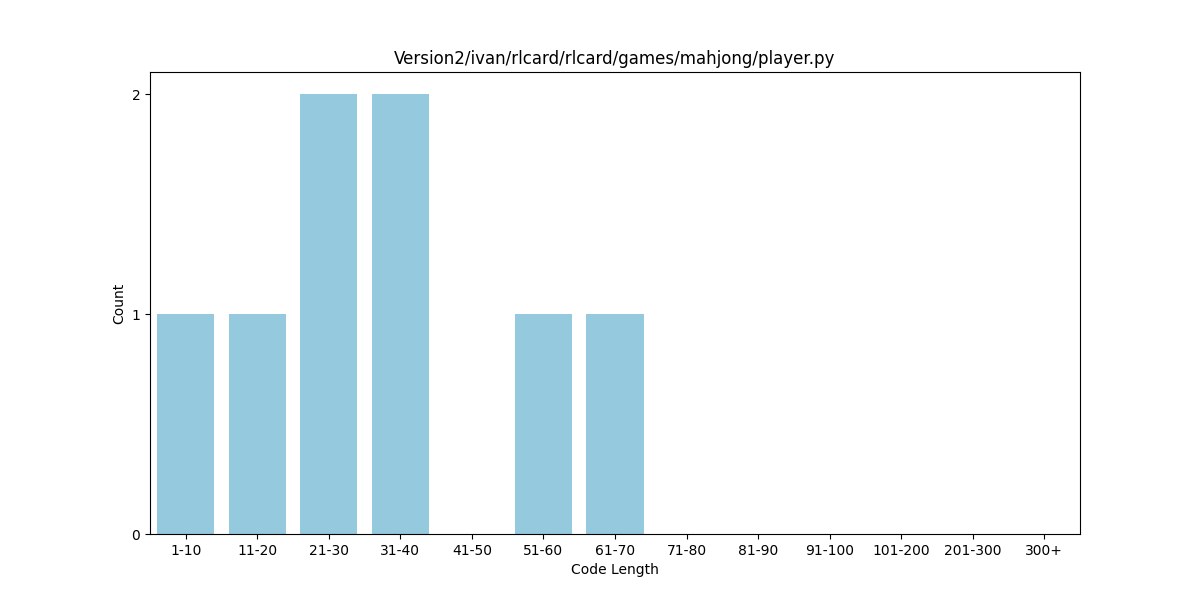 Version2/ivan/rlcard/rlcard/games/mahjong/player.py
Count
2
1
0
1-10 11-20 21-30 31-40 41-50 51-60 61-70 71-80 81-90 91-100 101-200 201-300 300+
Code Length